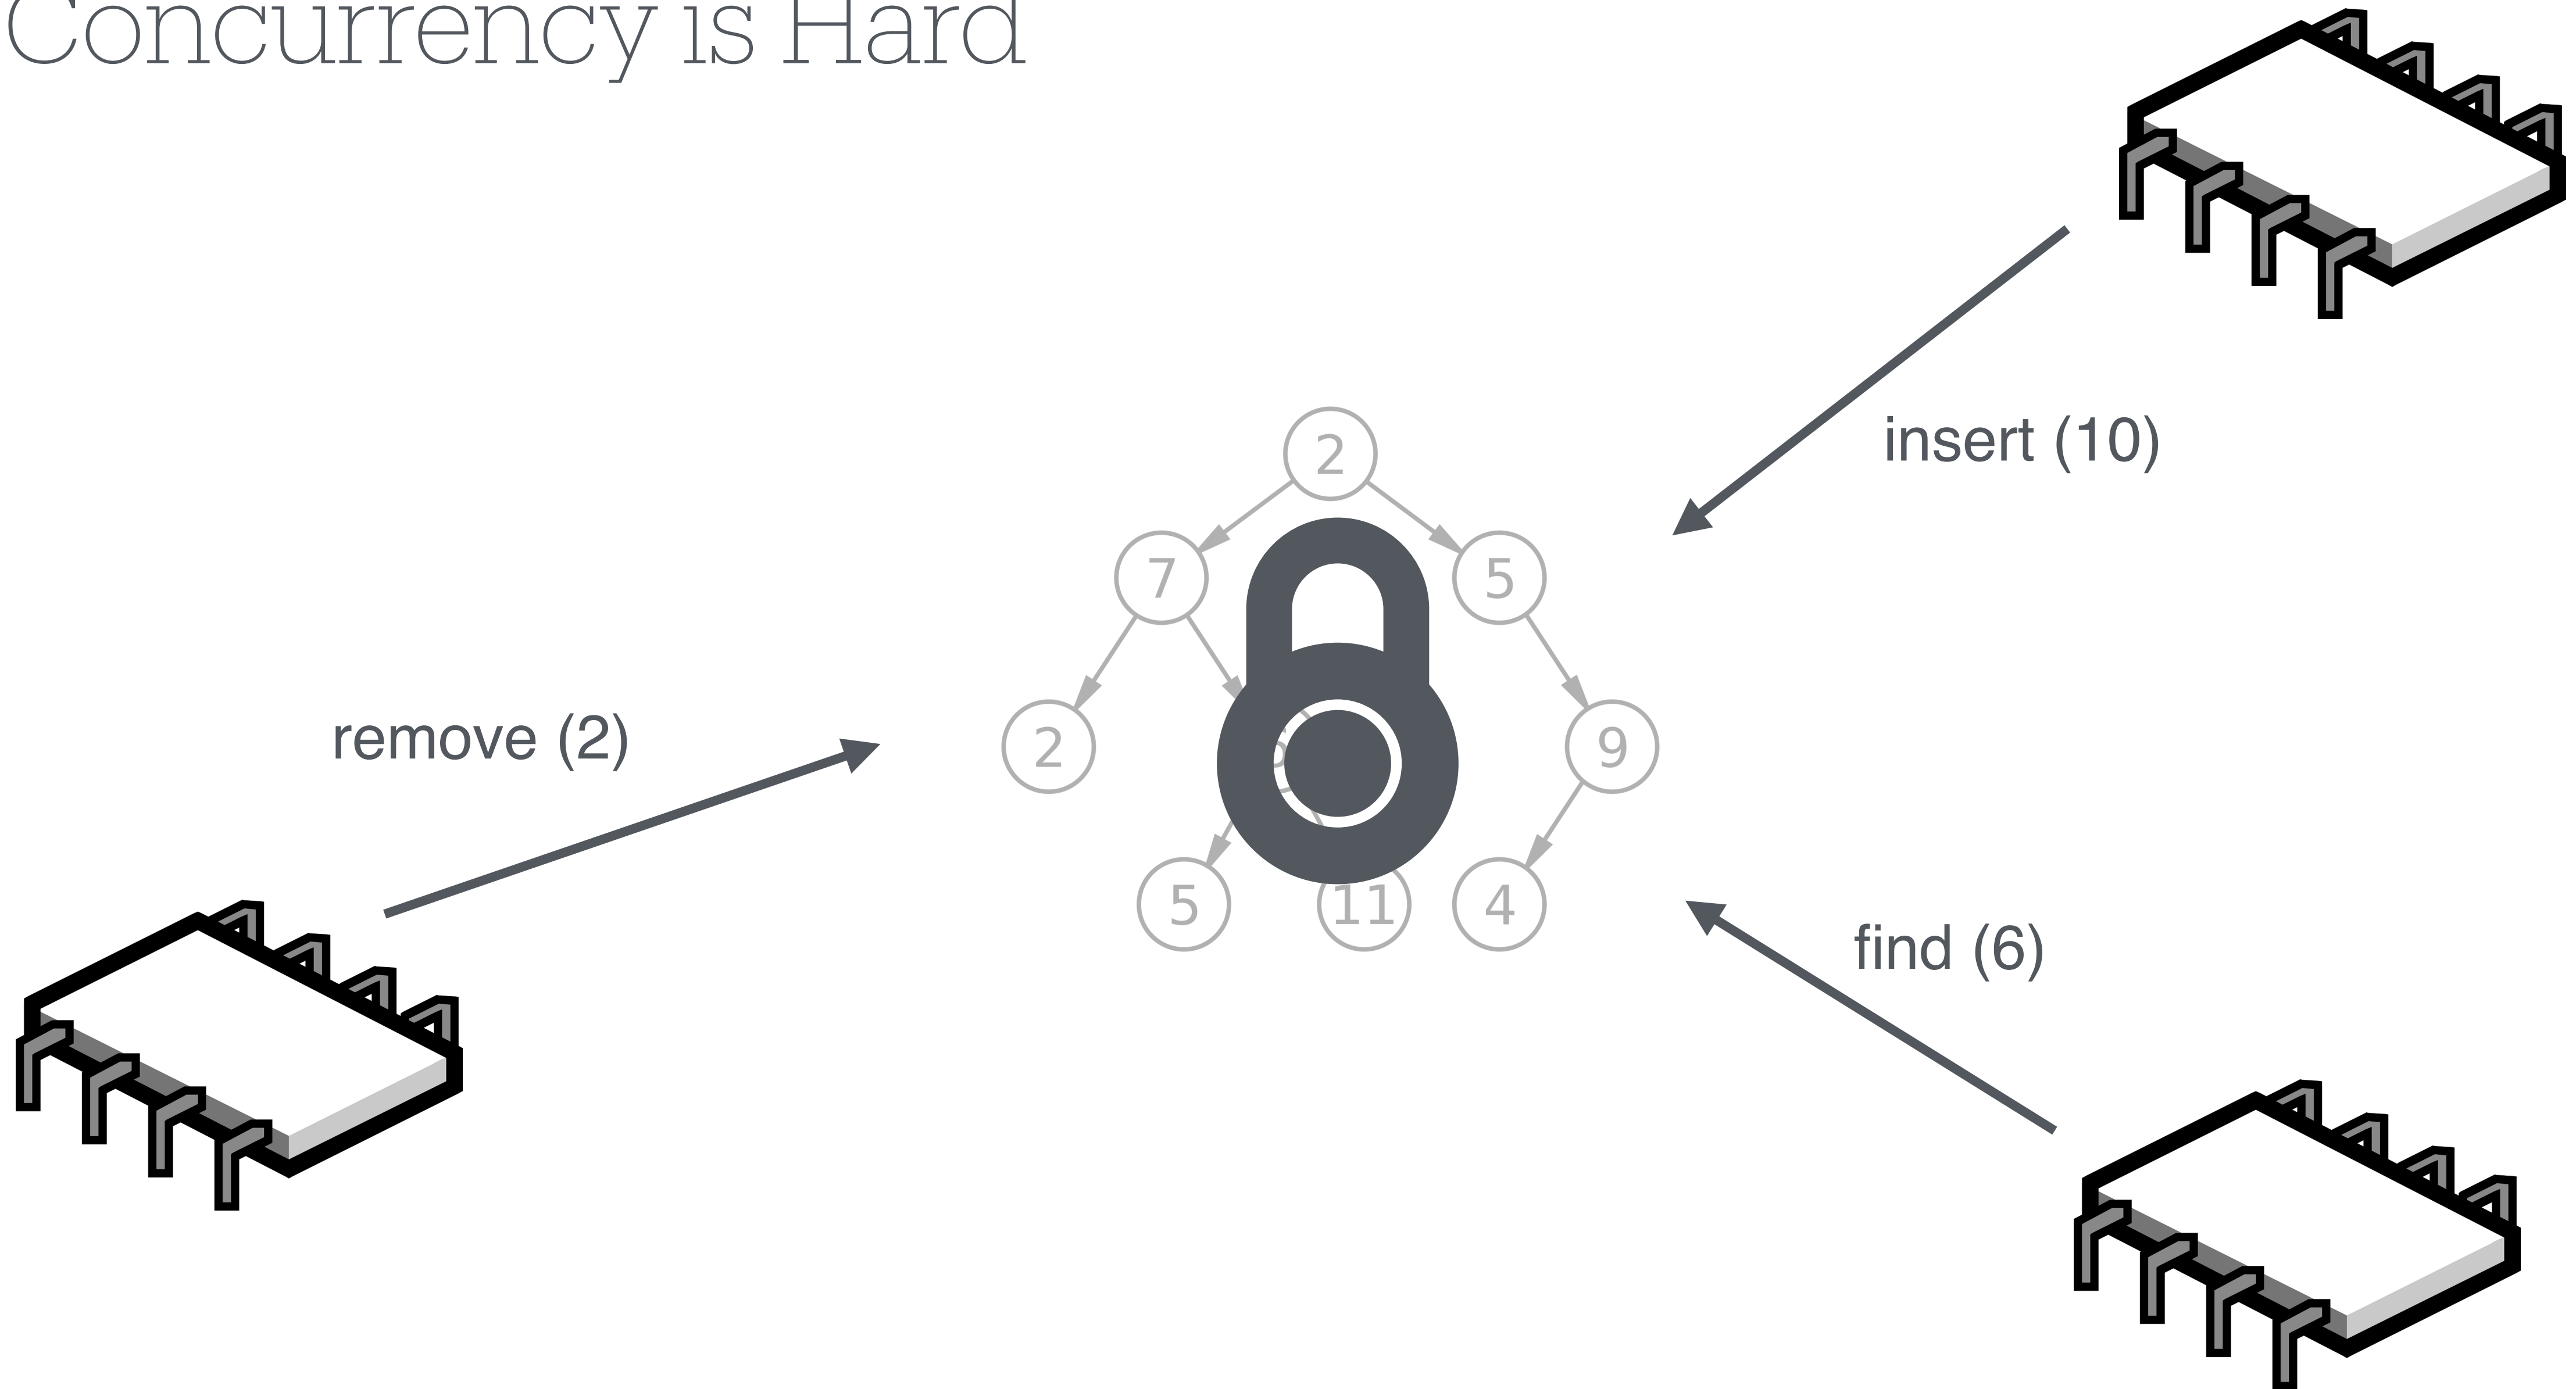 Concurrency is Hard
insert (10)
2
7
5
remove (2)
2
9
5
11
4
find (6)